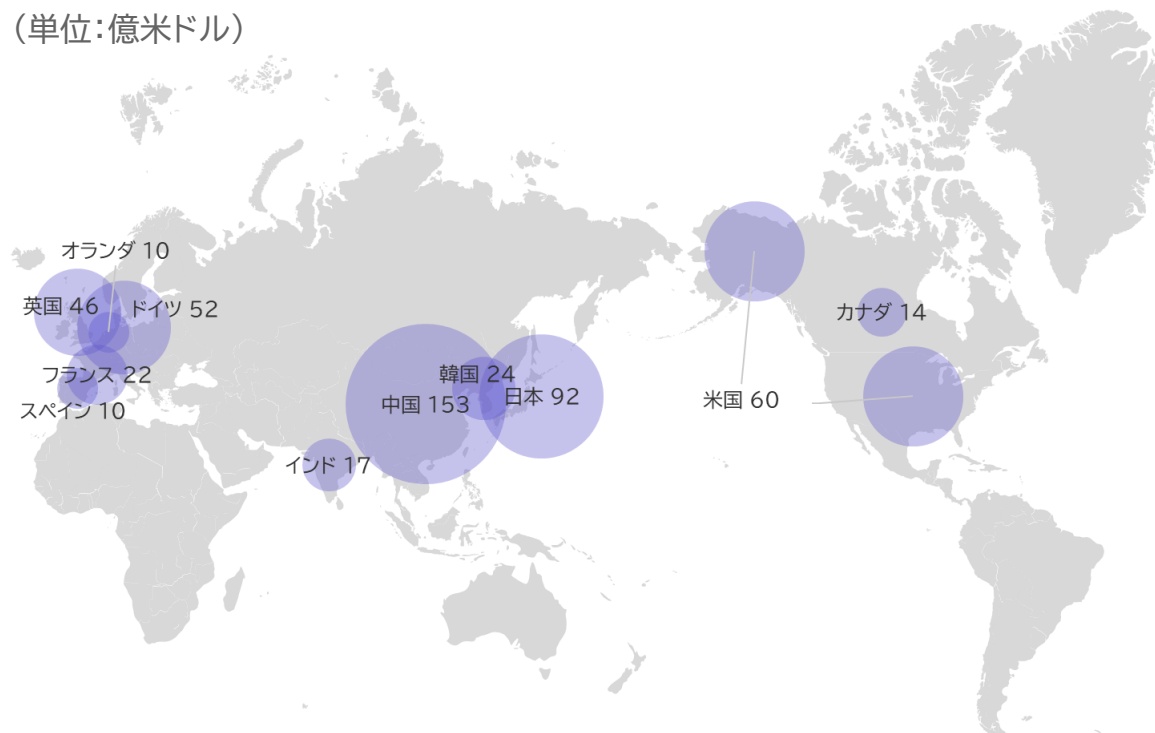 (単位:億米ドル)
オランダ 10
英国 46
ドイツ 52
フランス 22
スペイン 10
韓国 24
中国 153
日本 92
インド 17
カナダ 14
米国 60